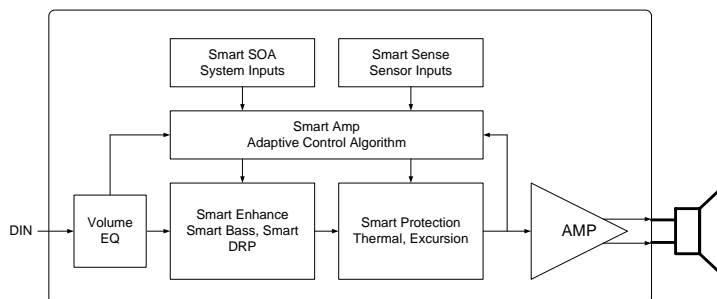 Smart SOA
System Inputs
Smart Sense
Sensor Inputs
Smart Amp
Adaptive Control Algorithm
DIN
Volume
EQ
Smart Enhance
Smart Bass, Smart
DRP
Smart Protection
Thermal, Excursion
AMP